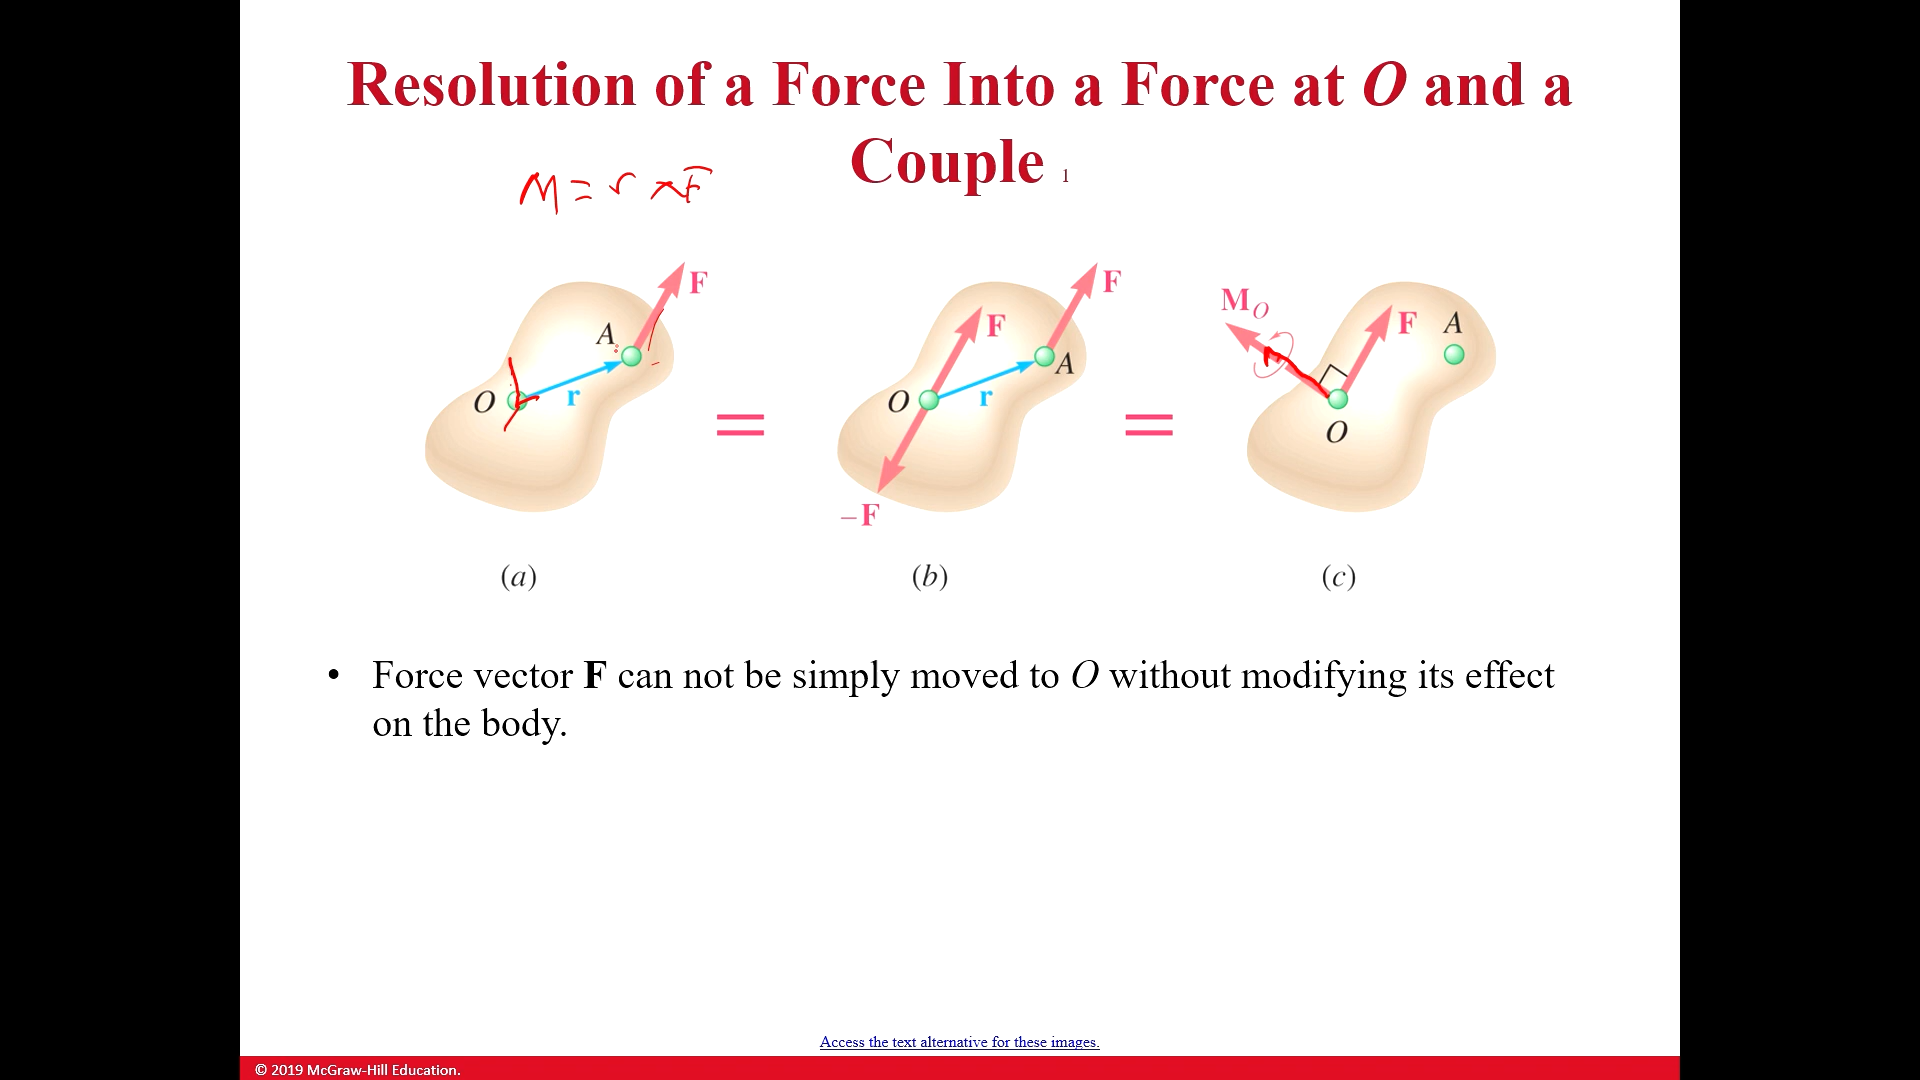 Resolution of a Force Into a Force at O and a
Couple 1
M = r × F
F
A
O
r
F
F
O
r
A
–F
M_O
F
A
O
(a)
(b)
(c)
• Force vector F can not be simply moved to O without modifying its effect
on the body.
Access the text alternative for these images.
© 2019 McGraw-Hill Education.